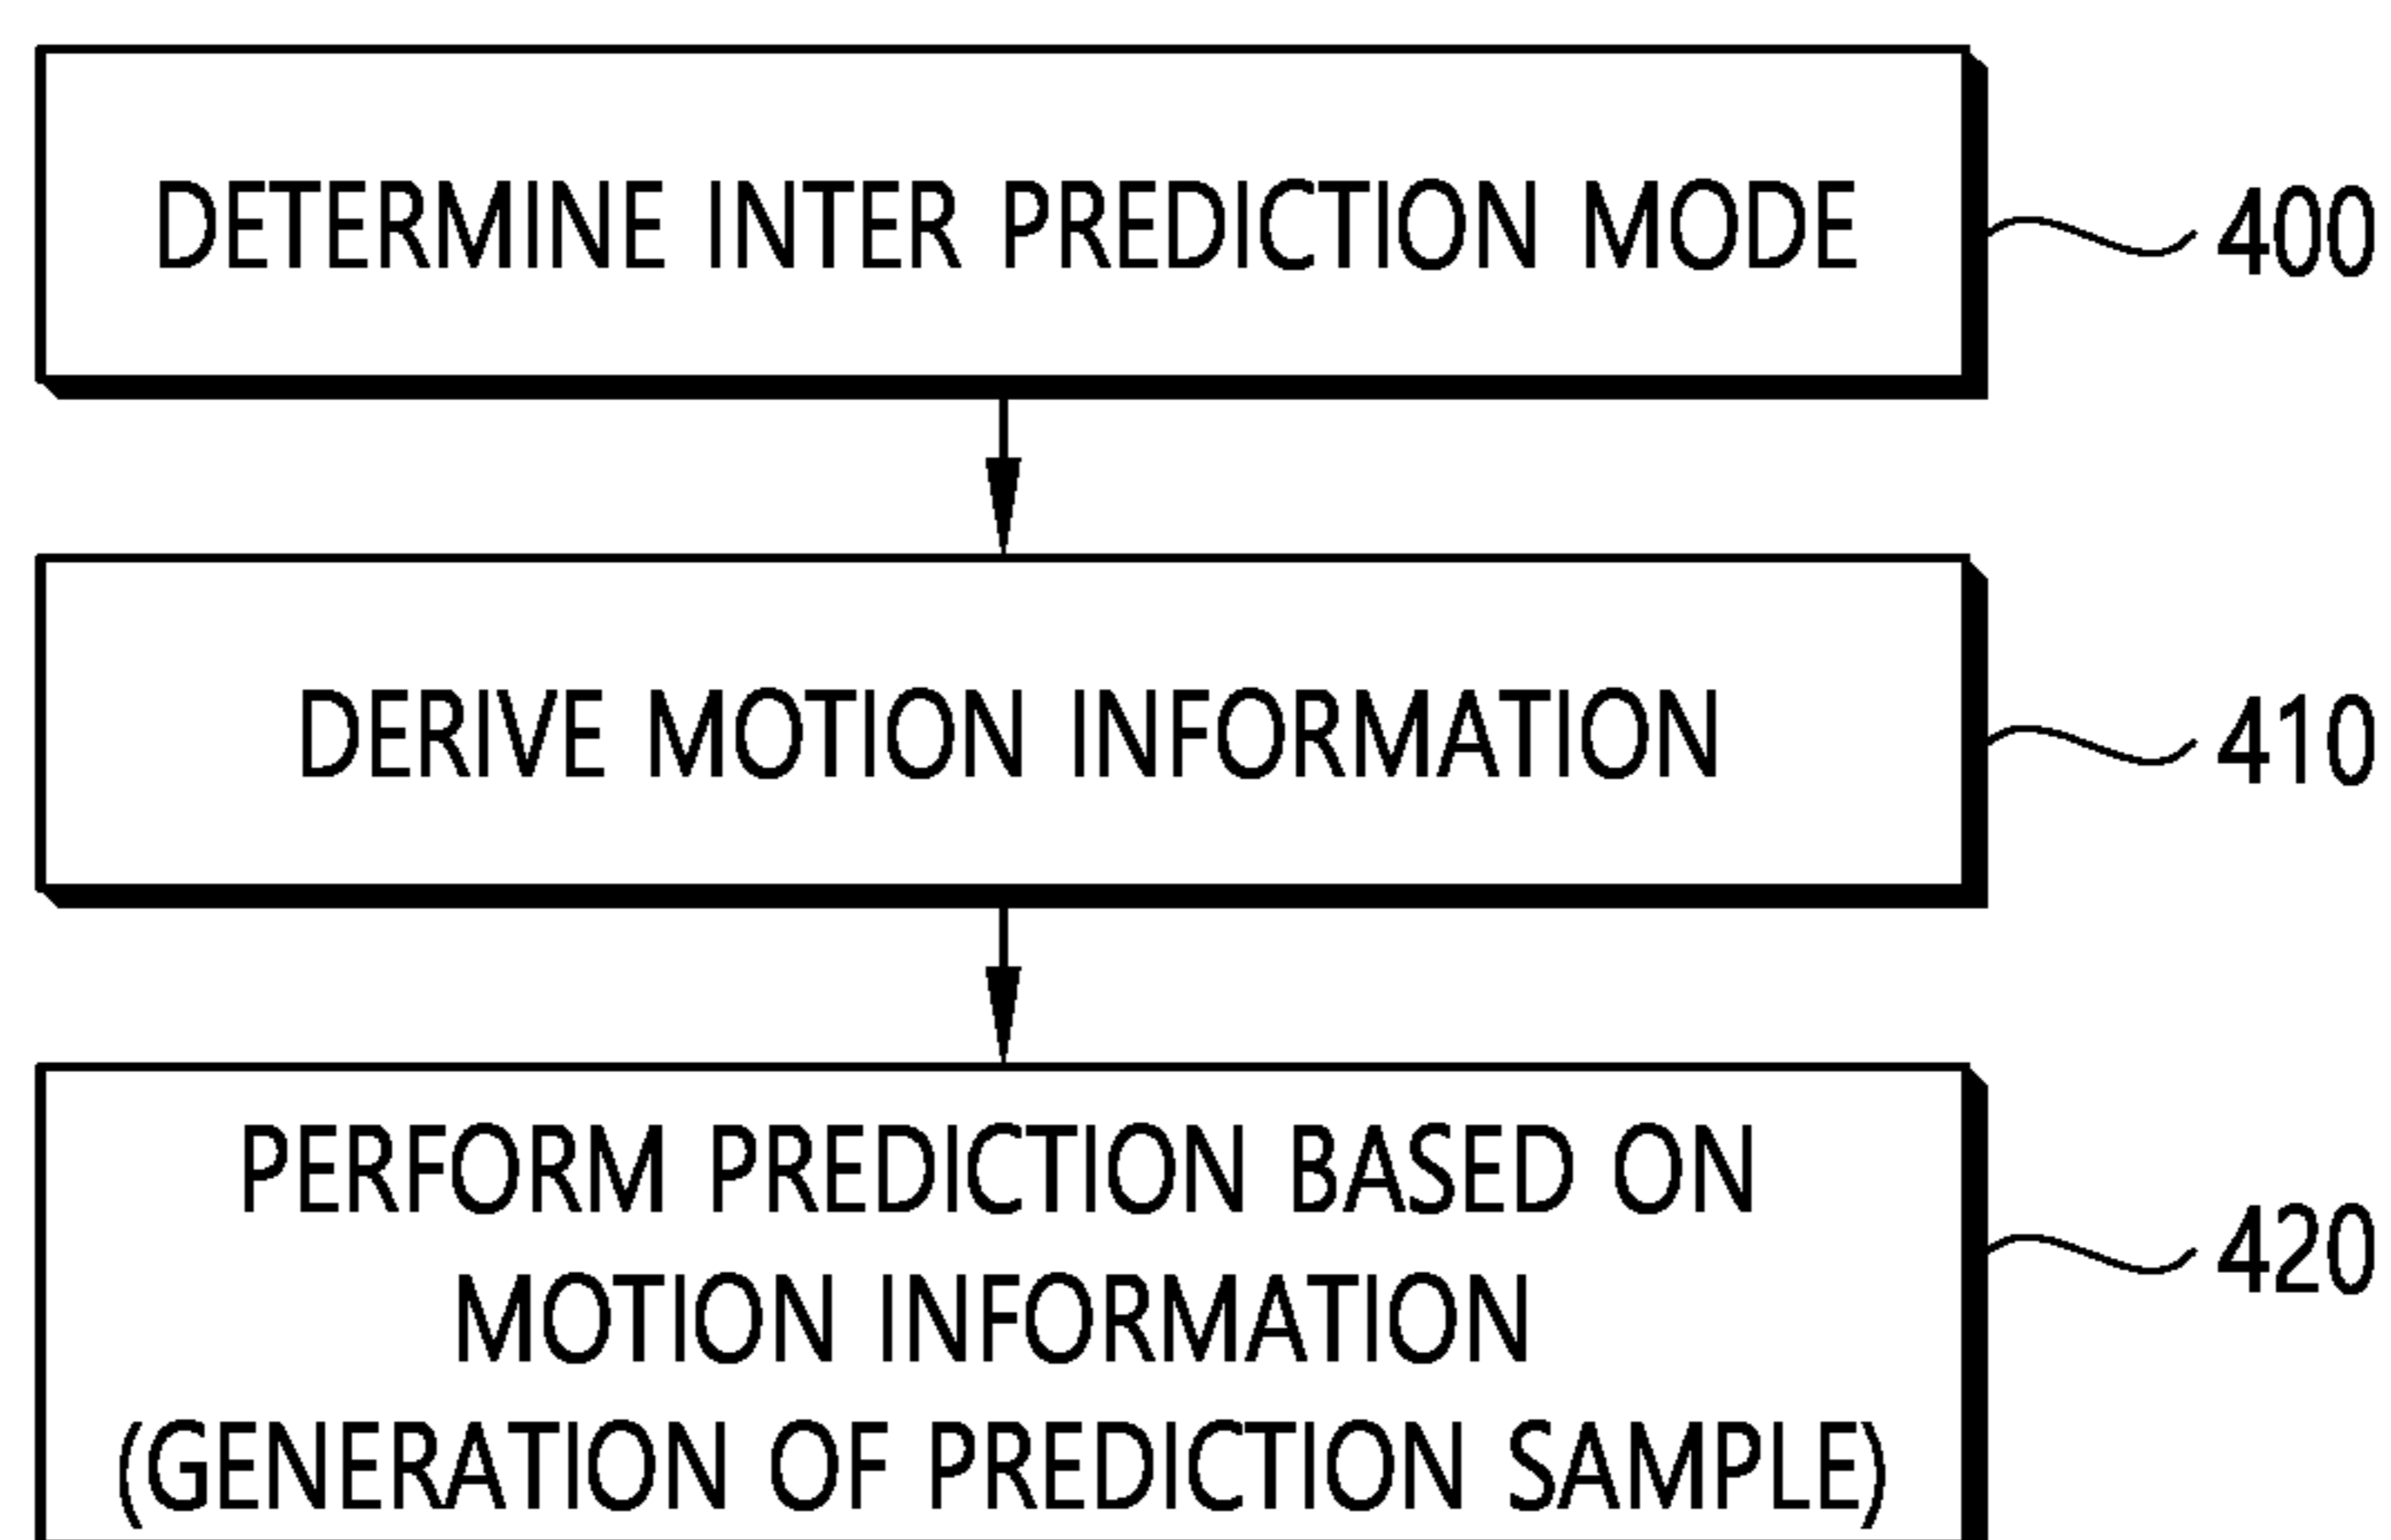 DETERMINE INTER PREDICTION MODE
400
DERIVE MOTION INFORMATION
410
PERFORM PREDICTION BASED ON
MOTION INFORMATION
(GENERATION OF PREDICTION SAMPLE)
420